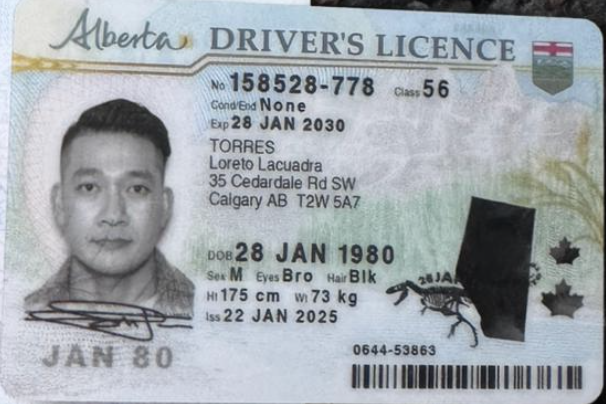 Alberta DRIVER'S LICENCE
No 158528-778 Class 56
Cond/End None
Exp 28 JAN 2030
TORRES
Loreto Lacuadra
35 Cedardale Rd SW
Calgary AB T2W 5A7
DOB 28 JAN 1980
Sex M Eyes Bro Hair Blk
Ht 175 cm Wt 73 kg
Iss 22 JAN 2025
JAN 80
0644-53863